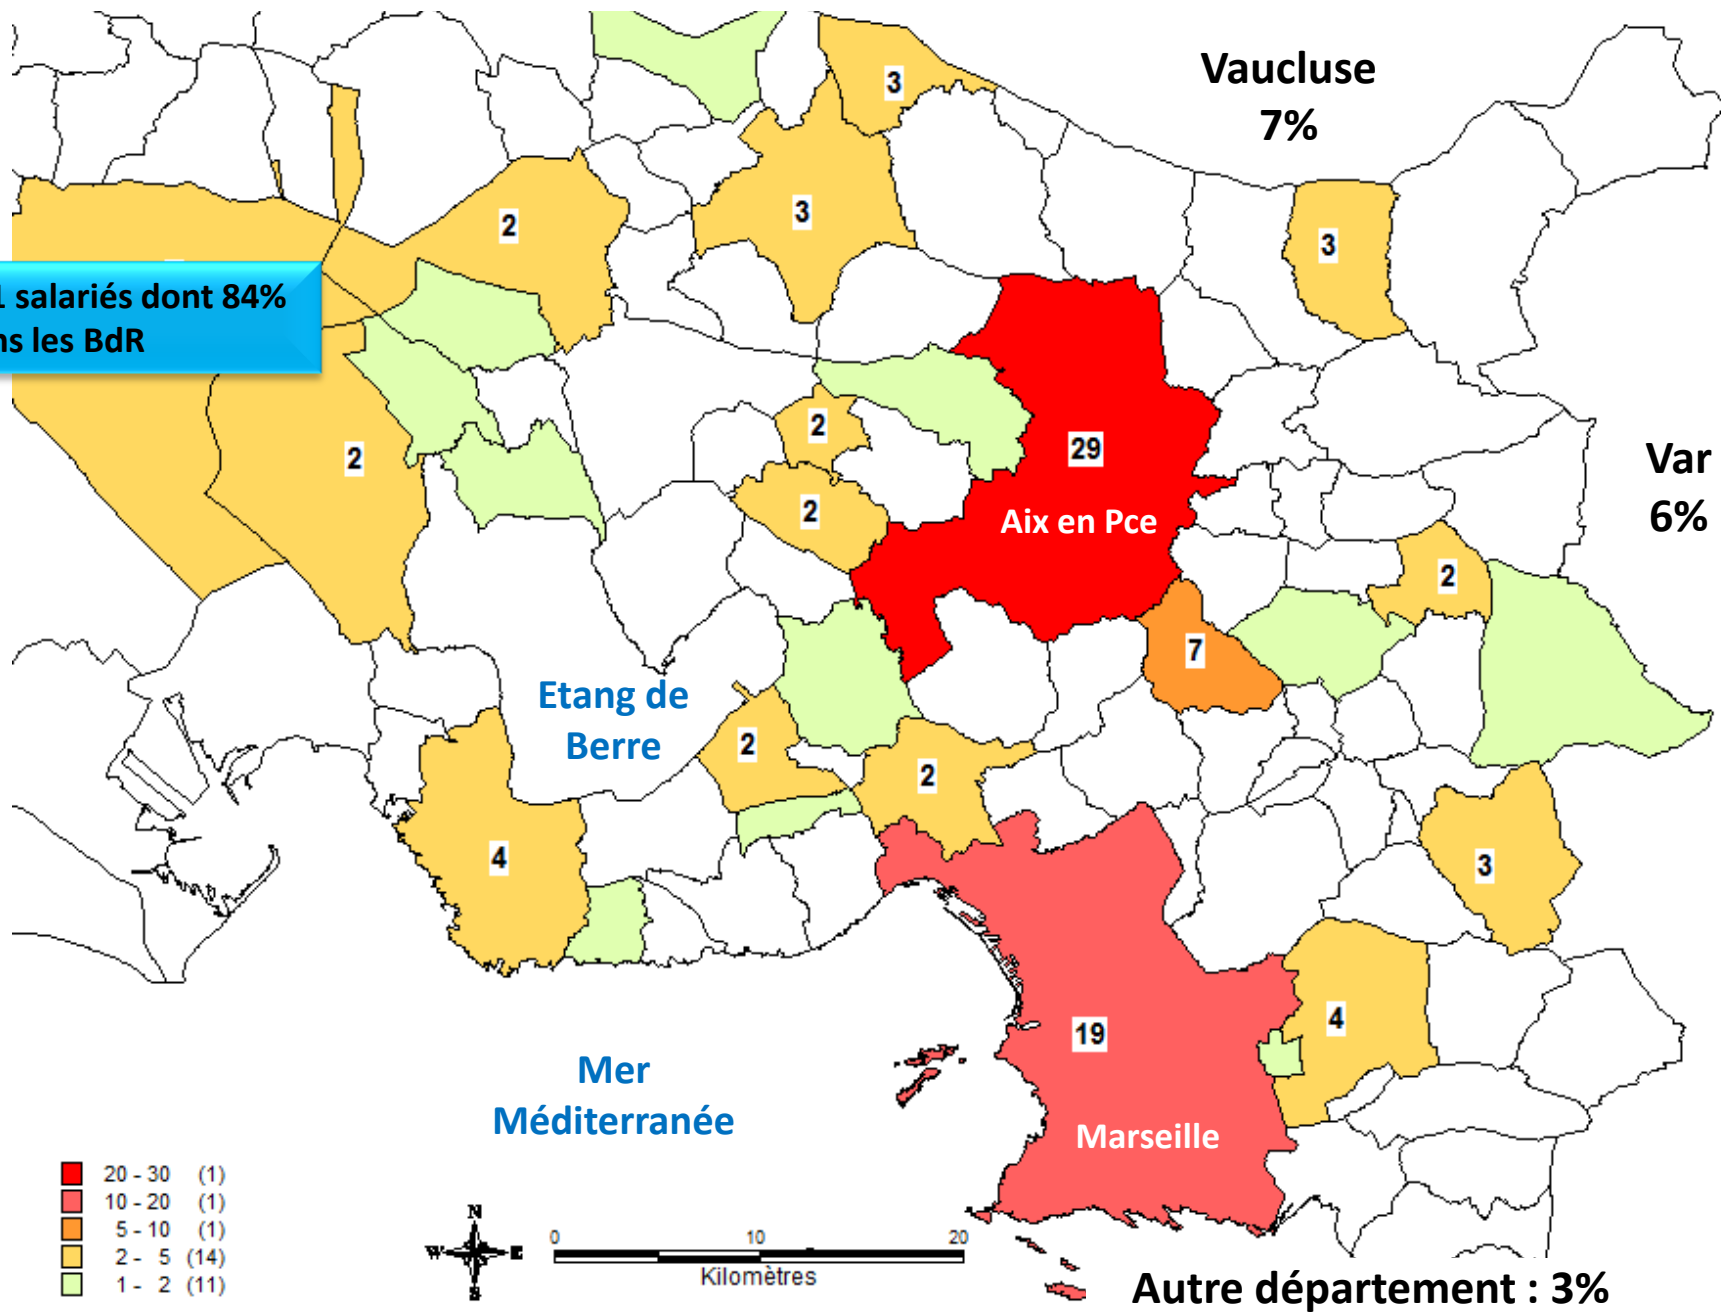 3
Vaucluse
7%
2
3
3
1 salariés dont 84%
ns les BdR
2
29
Var
6%
2
2
Aix en Pce
2
7
Etang de
Berre
2
2
4
3
4
19
Mer
Méditerranée
Marseille
20 - 30 (1)
10 - 20 (1)
5 - 10 (1)
2 - 5 (14)
1 - 2 (11)
N
W E
S
0 10 20
Kilomètres
Autre département : 3%